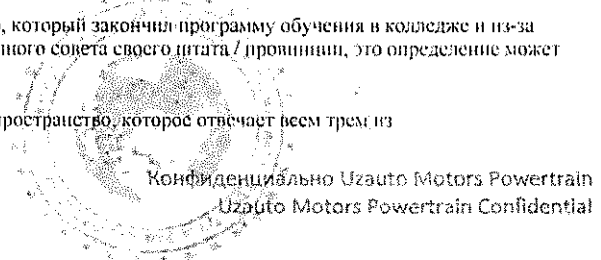 , который закончил программу обучения в колледже и из-за
нного совета своего штата / провинции, это определение может
пространство, которое отвечает всем трем из
Конфиденциально Uzauto Motors Powertrain
Uzauto Motors Powertrain Confidential